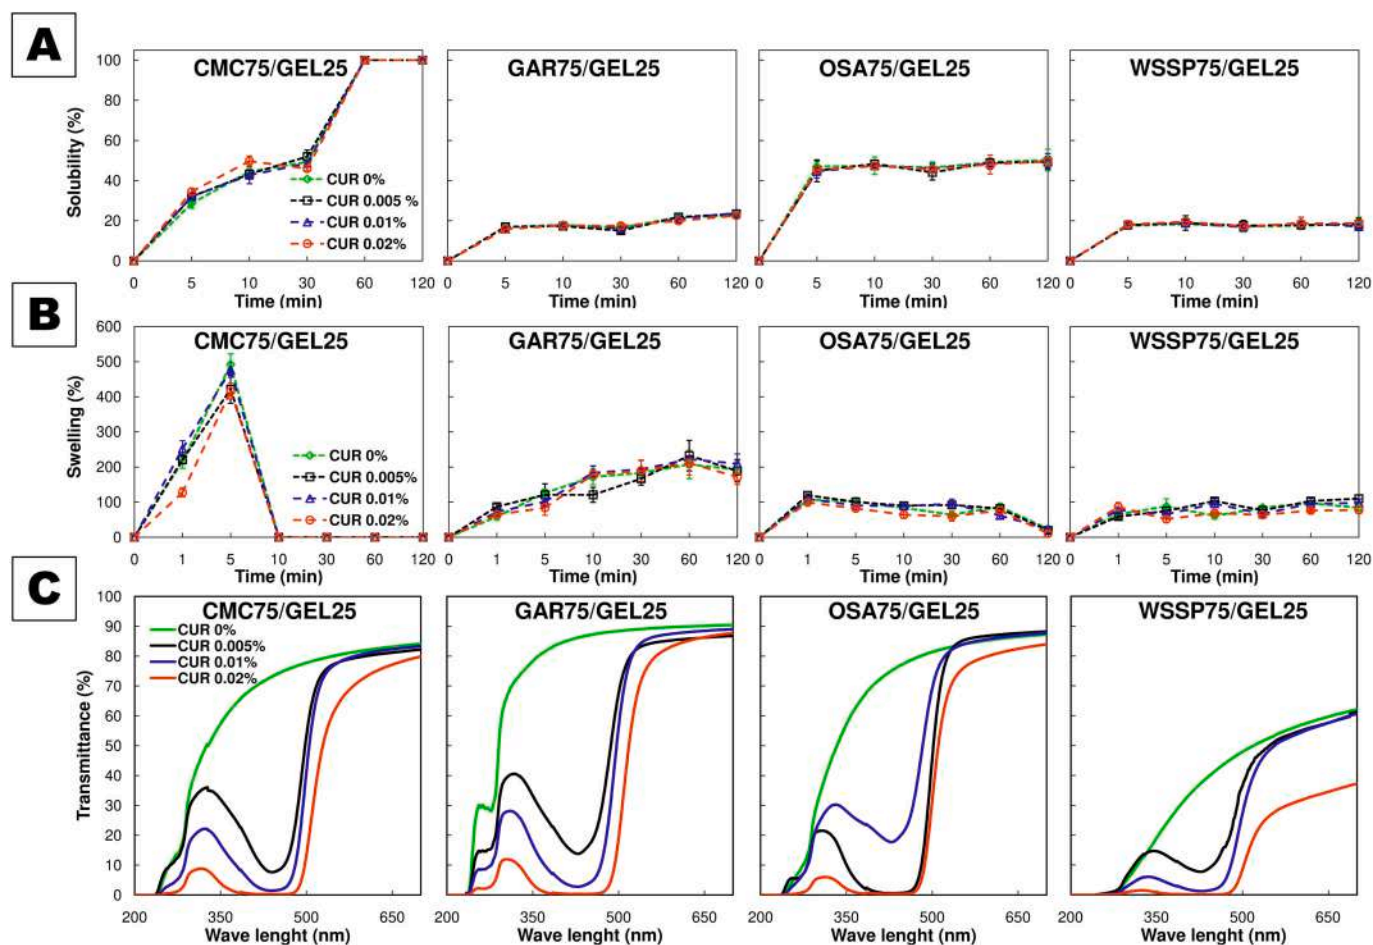 A
CMC75/GEL25 GAR75/GEL25 OSA75/GEL25 WSSP75/GEL25
Solubility (%)
100
80
60
40
20
0
CUR 0%
CUR 0.005 %
CUR 0.01%
CUR 0.02%
0 5 10 30 60 120 0 5 10 30 60 120 0 5 10 30 60 120 0 5 10 30 60 120
Time (min) Time (min) Time (min) Time (min)
B
CMC75/GEL25 GAR75/GEL25 OSA75/GEL25 WSSP75/GEL25
Swelling (%)
600
500
400
300
200
100
0
CUR 0%
CUR 0.005%
CUR 0.01%
CUR 0.02%
0 1 5 10 30 60 120 0 1 5 10 30 60 120 0 1 5 10 30 60 120 0 1 5 10 30 60 120
Time (min) Time (min) Time (min) Time (min)
C
CMC75/GEL25 GAR75/GEL25 OSA75/GEL25 WSSP75/GEL25
Transmittance (%)
100
90
80
70
60
50
40
30
20
10
0
CUR 0%
CUR 0.005%
CUR 0.01%
CUR 0.02%
200 350 500 650 200 350 500 650 200 350 500 650 200 350 500 650
Wave lenght (nm) Wave lenght (nm) Wave lenght (nm) Wave lenght (nm)